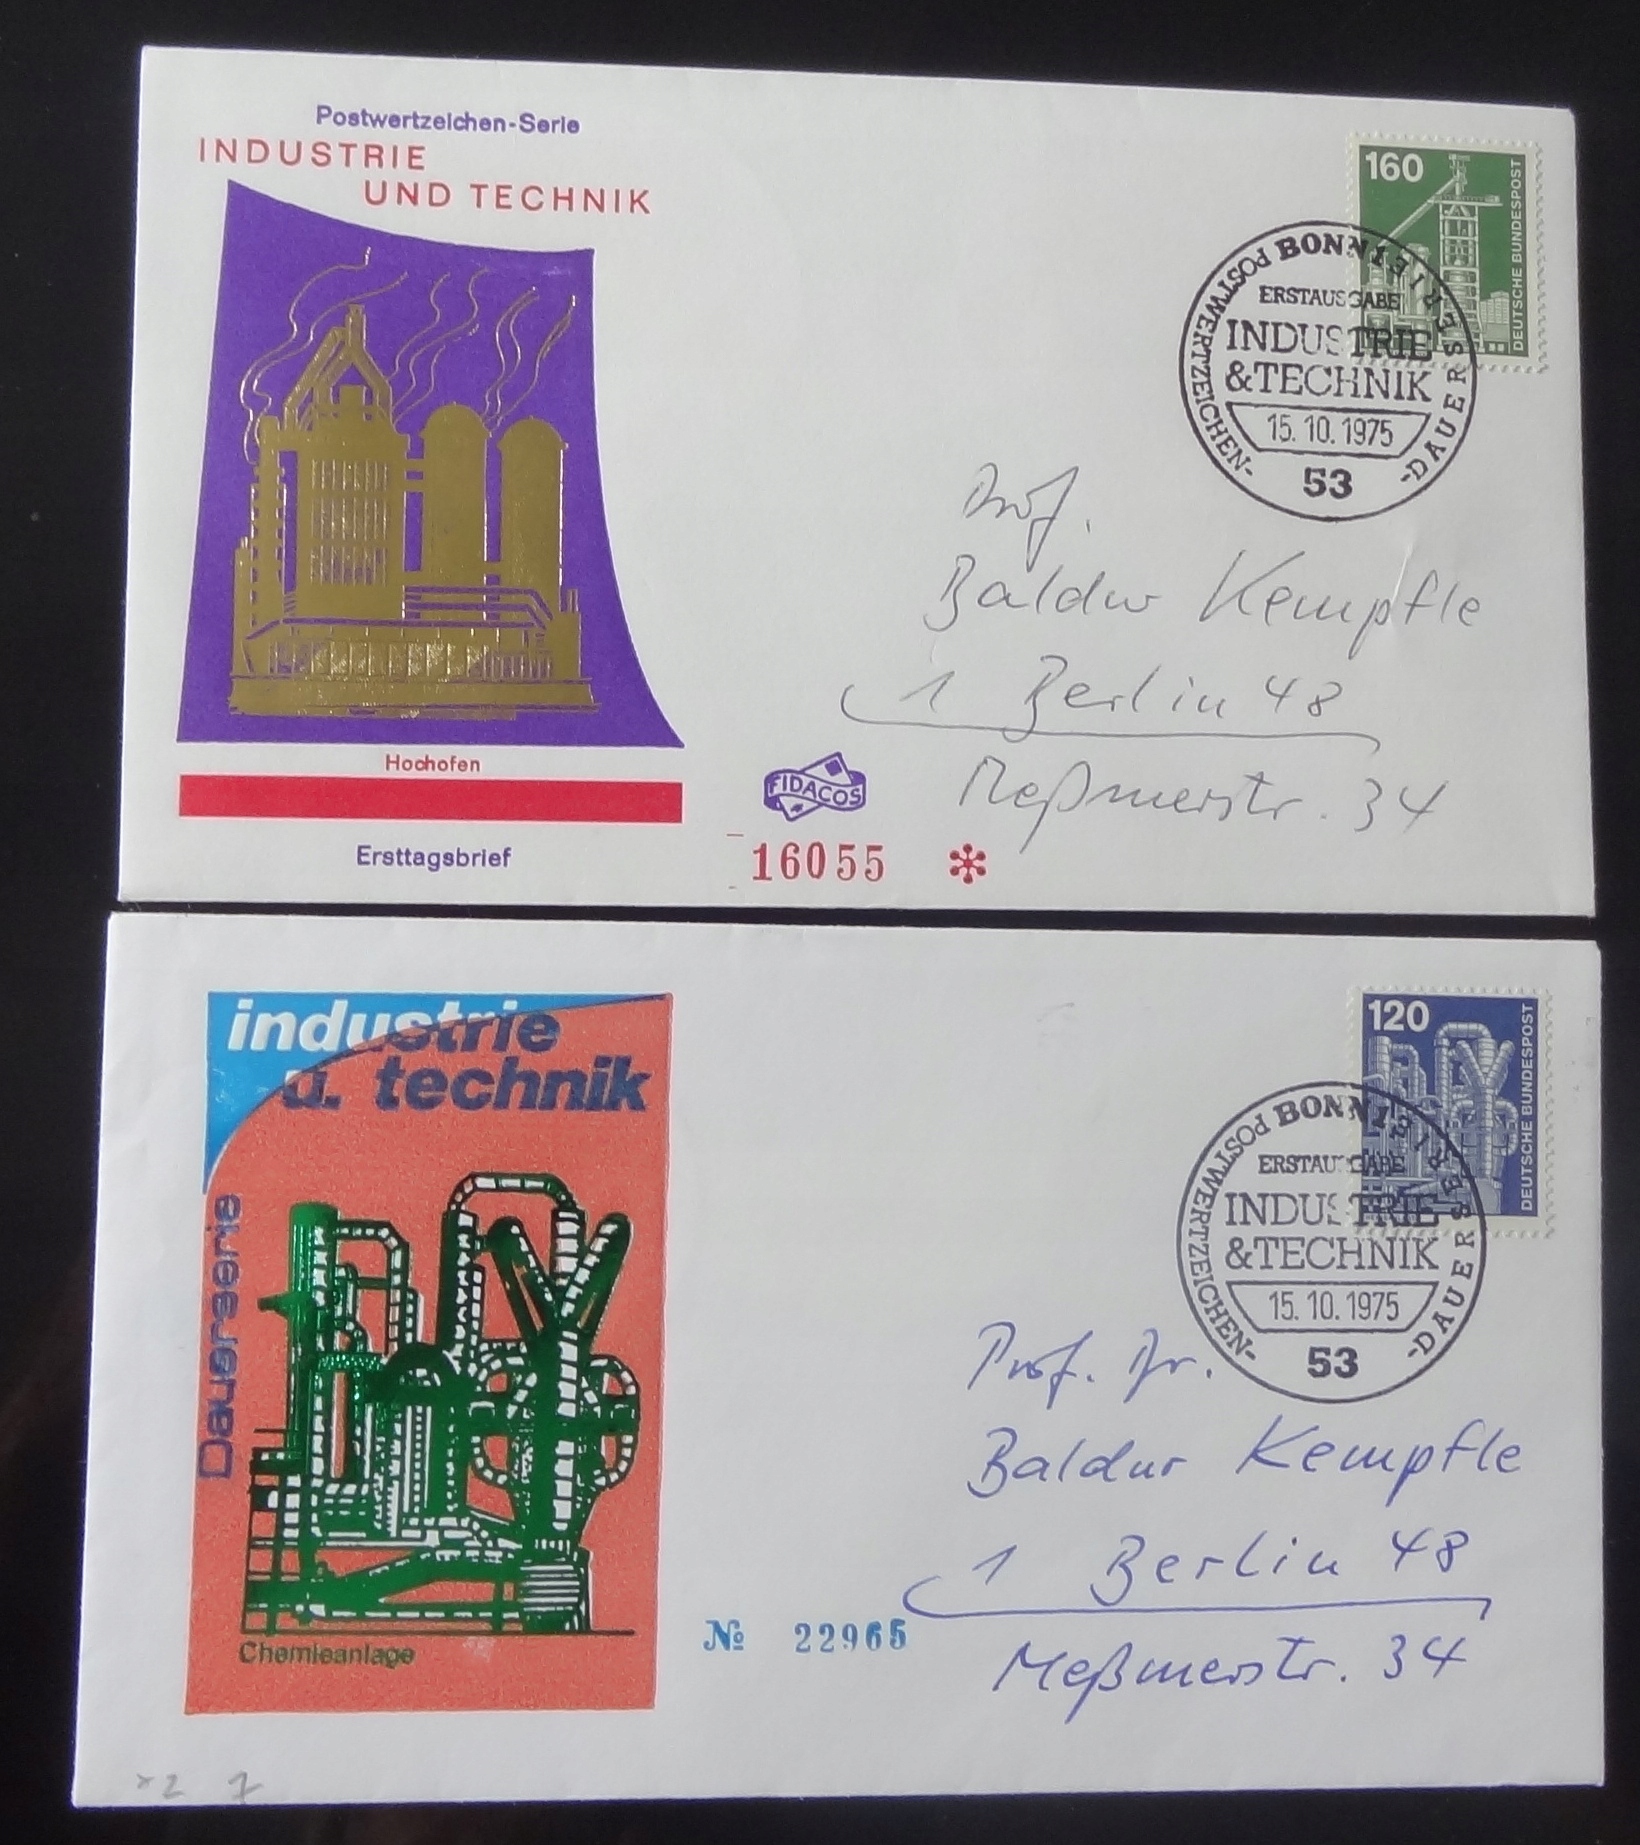 Postwertzeichen-Serie
INDUSTRIE
UND TECHNIK
160
DEUTSCHE BUNDESPOST
BONN 1
POSTWERTZEICHEN-
-DAUERSERIE
ERSTAUSGABE
INDUSTRIE
&TECHNIK
15.10.1975
53
Prof.
Baldur Kempfle
1 Berlin 48
Meßmerstr. 34
Hochofen
FIDACOS
Ersttagsbrief
16055
industrie
u. technik
Dauerserie
120
DEUTSCHE BUNDESPOST
BONN 1
POSTWERTZEICHEN-
-DAUERSERIE
ERSTAUSGABE
INDUSTRIE
&TECHNIK
15.10.1975
53
Prof. Dr.
Baldur Kempfle
1 Berlin 48
Meßmerstr. 34
Chemieanlage
№ 22965